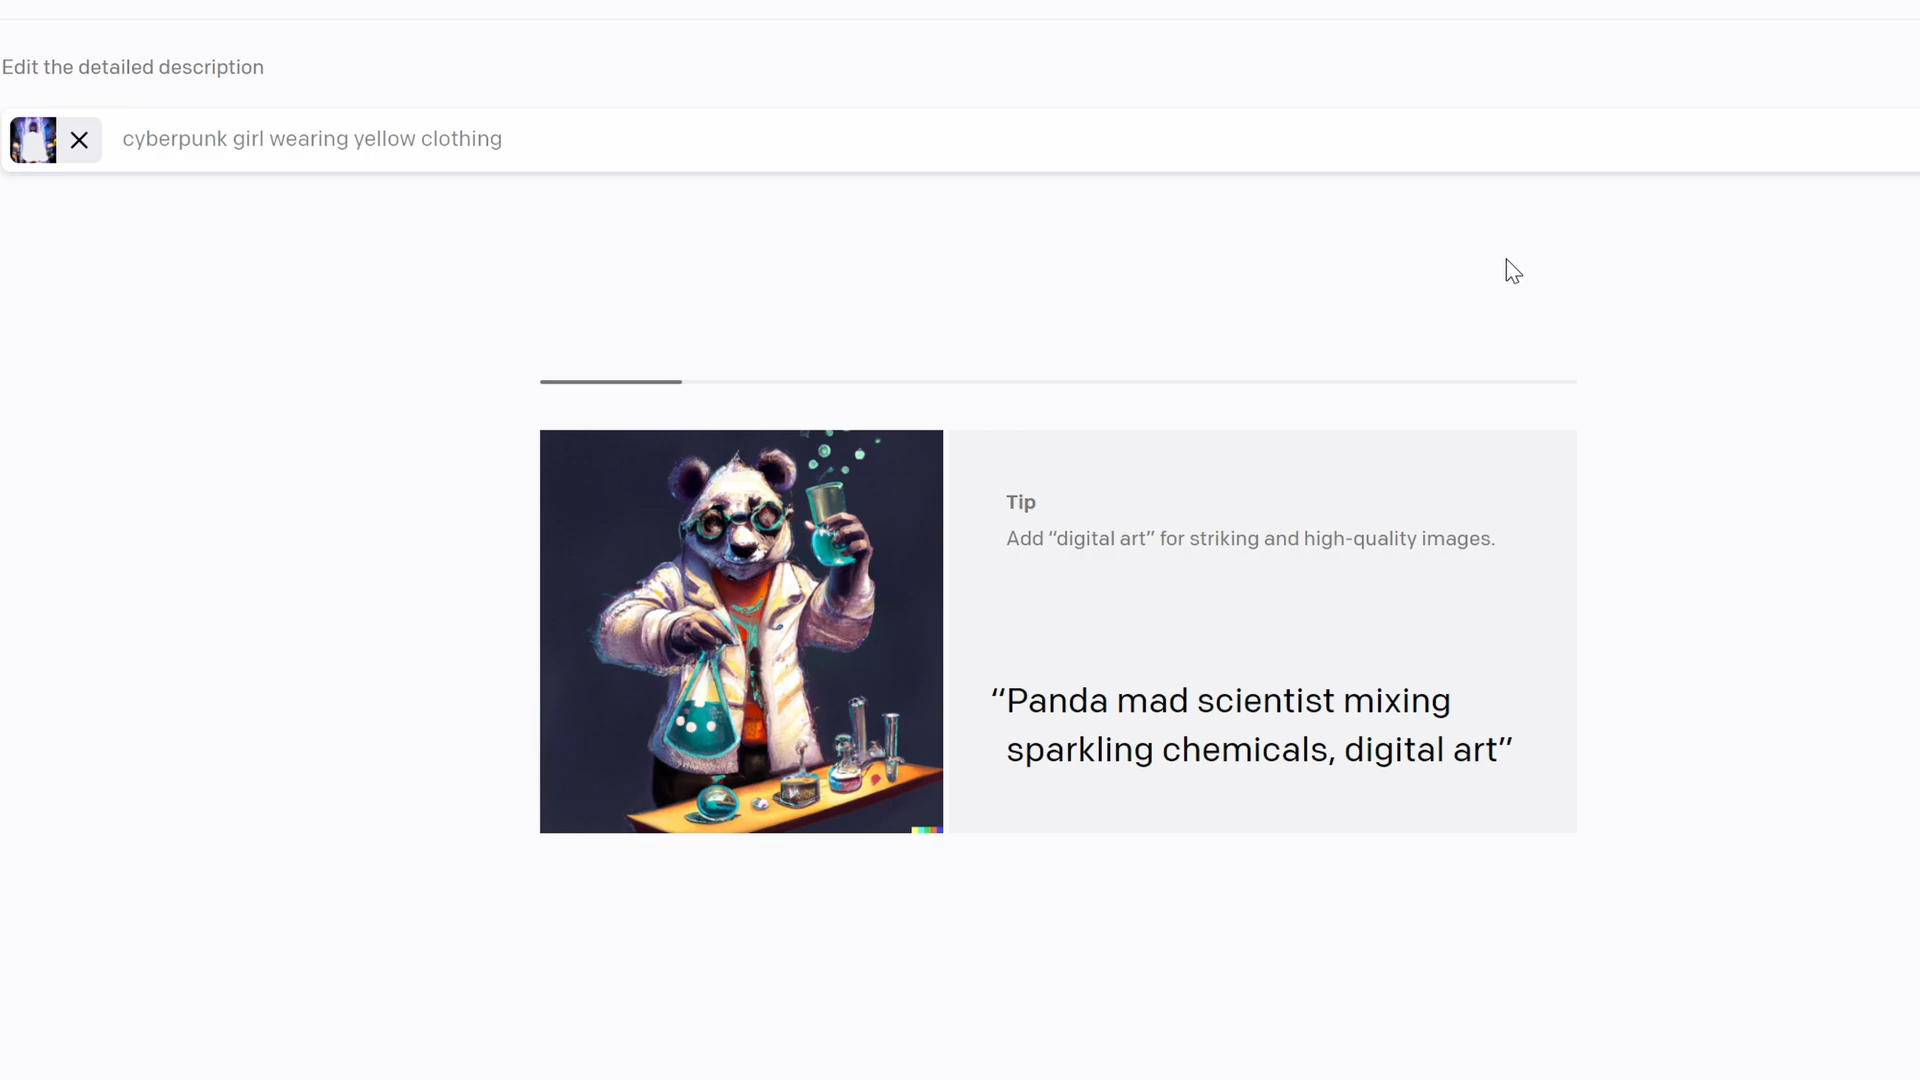 Edit the detailed description
cyberpunk girl wearing yellow clothing
Tip
Add “digital art” for striking and high-quality images.
“Panda mad scientist mixing
sparkling chemicals, digital art”